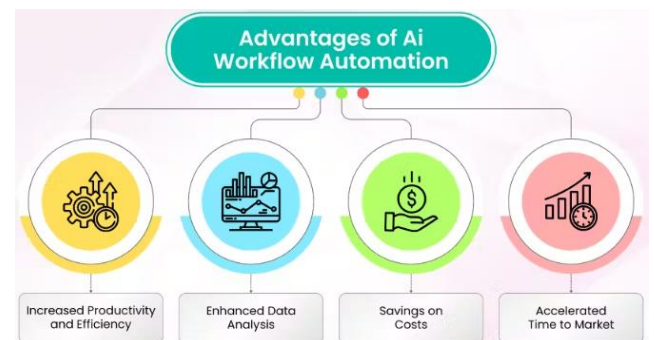 Advantages of Ai
Workflow Automation
$
Increased Productivity
and Efficiency
Enhanced Data
Analysis
Savings on
Costs
Accelerated
Time to Market